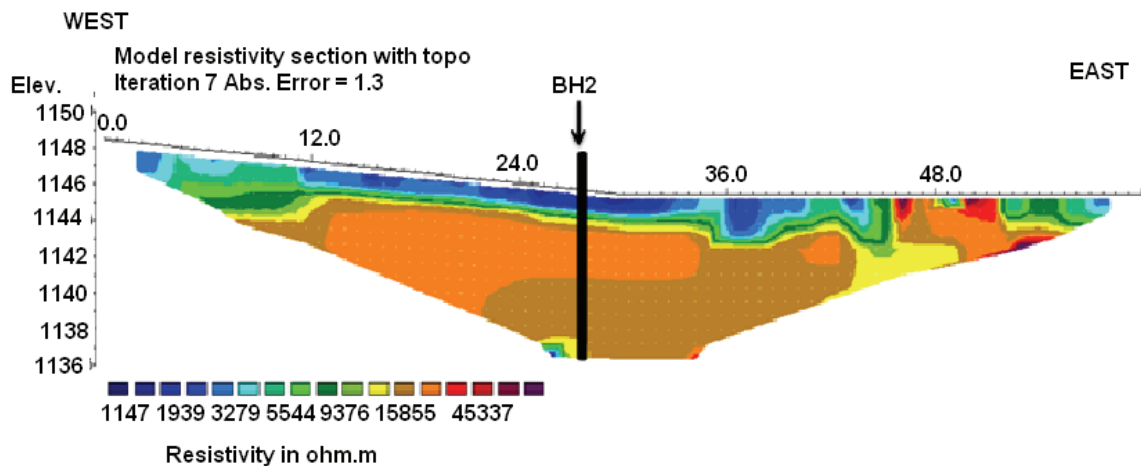 WEST
Model resistivity section with topo
Iteration 7 Abs. Error = 1.3
Elev.
BH2
EAST
1150
0.0
1148
12.0
24.0
36.0
48.0
1146
1144
1142
1140
1138
1136
1147 1939 3279 5544 9376 15855 45337
Resistivity in ohm.m